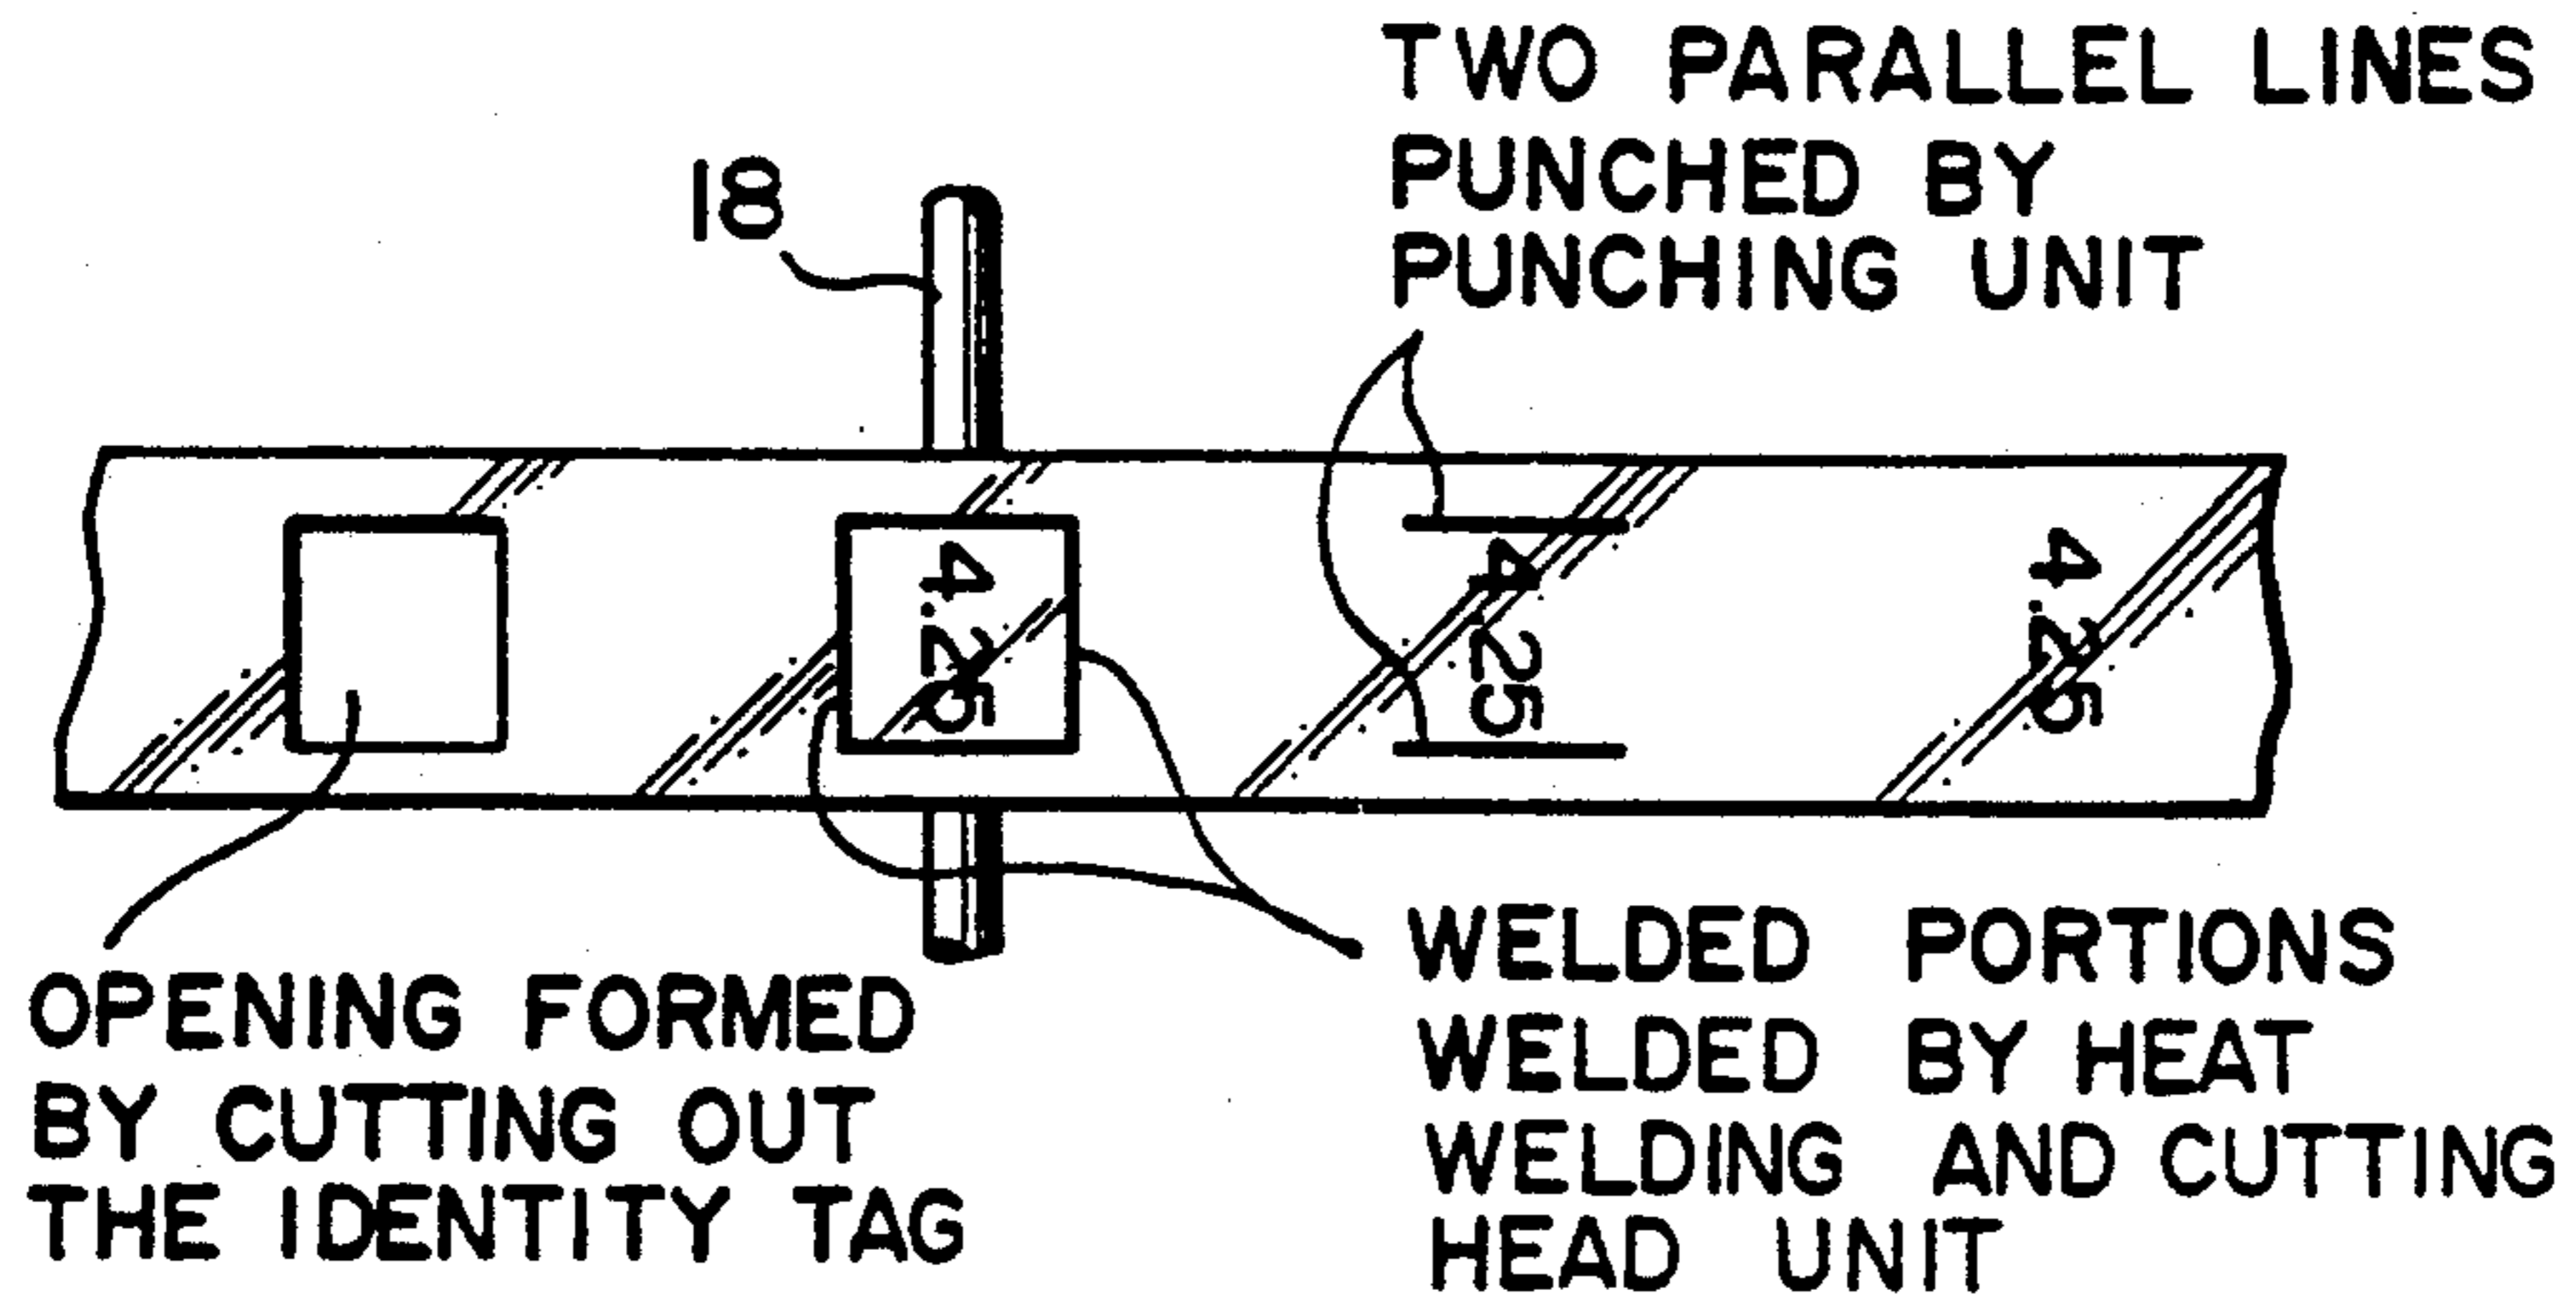 TWO PARALLEL LINES
PUNCHED BY
PUNCHING UNIT
18
4.25
4.25
4.25
OPENING FORMED
BY CUTTING OUT
THE IDENTITY TAG
WELDED PORTIONS
WELDED BY HEAT
WELDING AND CUTTING
HEAD UNIT